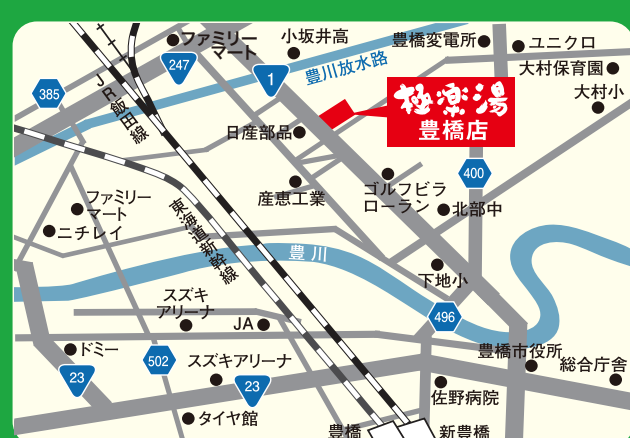 ファミリー
マート
小坂井高
豊橋変電所
ユニクロ
247
1
豊川放水路
大村保育園
385
JR飯田線
極楽湯
豊橋店
大村小
日産部品
400
産恵工業
ゴルフビラ
ローラン
北部中
ファミリー
マート
ニチレイ
東海道新幹線
豊川
下地小
スズキ
アリーナ
JA
496
ドミー
502
スズキアリーナ
豊橋市役所
総合庁舎
23
23
佐野病院
タイヤ館
豊橋
新豊橋